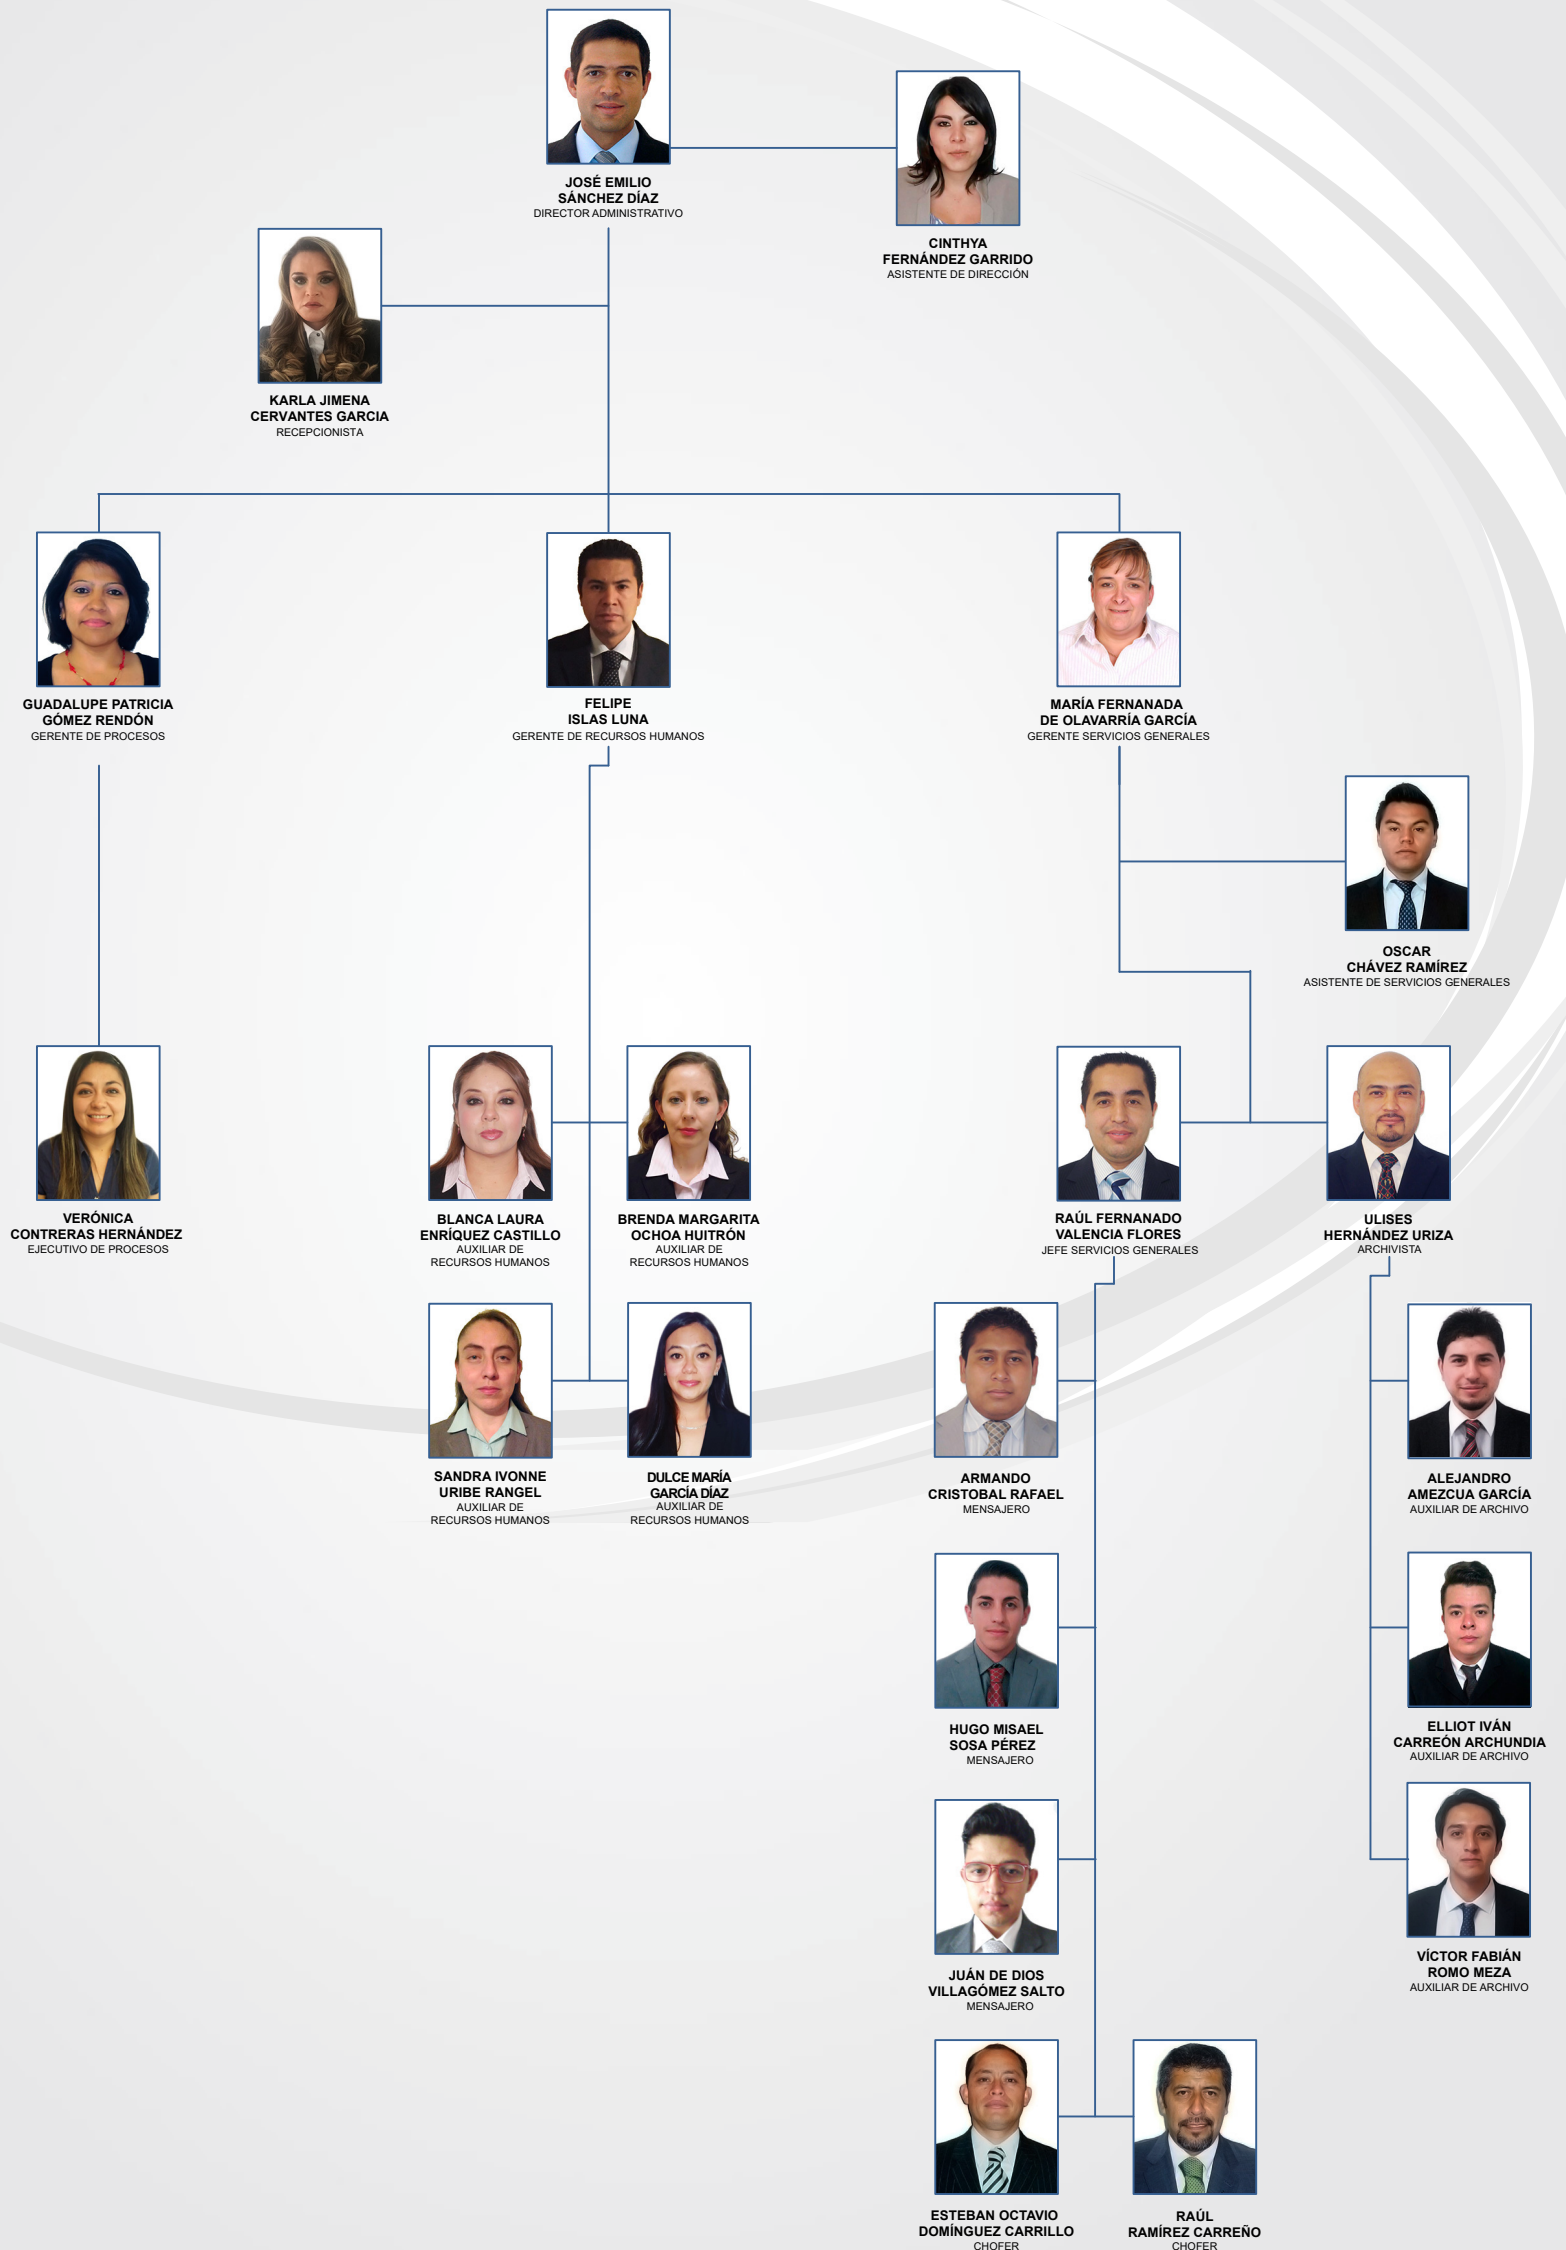 JOSÉ EMILIO
SÁNCHEZ DÍAZ
DIRECTOR ADMINISTRATIVO
CINTHYA
FERNÁNDEZ GARRIDO
ASISTENTE DE DIRECCIÓN
KARLA JIMENA
CERVANTES GARCIA
RECEPCIONISTA
GUADALUPE PATRICIA
GÓMEZ RENDÓN
GERENTE DE PROCESOS
FELIPE
ISLAS LUNA
GERENTE DE RECURSOS HUMANOS
MARÍA FERNANADA
DE OLAVARRÍA GARCÍA
GERENTE SERVICIOS GENERALES
OSCAR
CHÁVEZ RAMÍREZ
ASISTENTE DE SERVICIOS GENERALES
VERÓNICA
CONTRERAS HERNÁNDEZ
EJECUTIVO DE PROCESOS
BLANCA LAURA
ENRÍQUEZ CASTILLO
AUXILIAR DE
RECURSOS HUMANOS
BRENDA MARGARITA
OCHOA HUITRÓN
AUXILIAR DE
RECURSOS HUMANOS
RAÚL FERNANADO
VALENCIA FLORES
JEFE SERVICIOS GENERALES
ULISES
HERNÁNDEZ URIZA
ARCHIVISTA
SANDRA IVONNE
URIBE RANGEL
AUXILIAR DE
RECURSOS HUMANOS
DULCE MARÍA
GARCÍA DÍAZ
AUXILIAR DE
RECURSOS HUMANOS
ARMANDO
CRISTOBAL RAFAEL
MENSAJERO
ALEJANDRO
AMEZCUA GARCÍA
AUXILIAR DE ARCHIVO
HUGO MISAEL
SOSA PÉREZ
MENSAJERO
ELLIOT IVÁN
CARREÓN ARCHUNDIA
AUXILIAR DE ARCHIVO
JUÁN DE DIOS
VILLAGÓMEZ SALTO
MENSAJERO
VÍCTOR FABIÁN
ROMO MEZA
AUXILIAR DE ARCHIVO
ESTEBAN OCTAVIO
DOMÍNGUEZ CARRILLO
CHOFER
RAÚL
RAMÍREZ CARREÑO
CHOFER